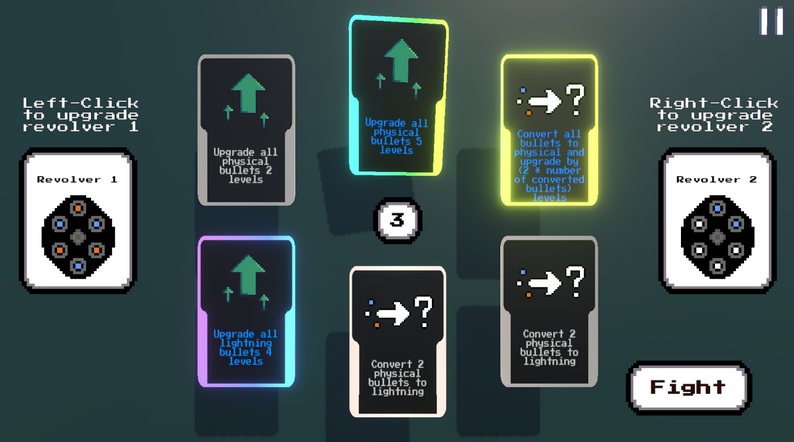 Left-Click
to upgrade
revolver 1
Revolver 1
Upgrade all
physical
bullets 2
levels
Upgrade all
physical
bullets 5
levels
Convert all
bullets to
physical and
upgrade by
(2 * number
of converted
bullets)
levels
Right-Click
to upgrade
revolver 2
Revolver 2
3
Upgrade all
lightning
bullets 4
levels
Convert 2
physical
bullets to
lightning
Convert 2
physical
bullets to
lightning
Fight